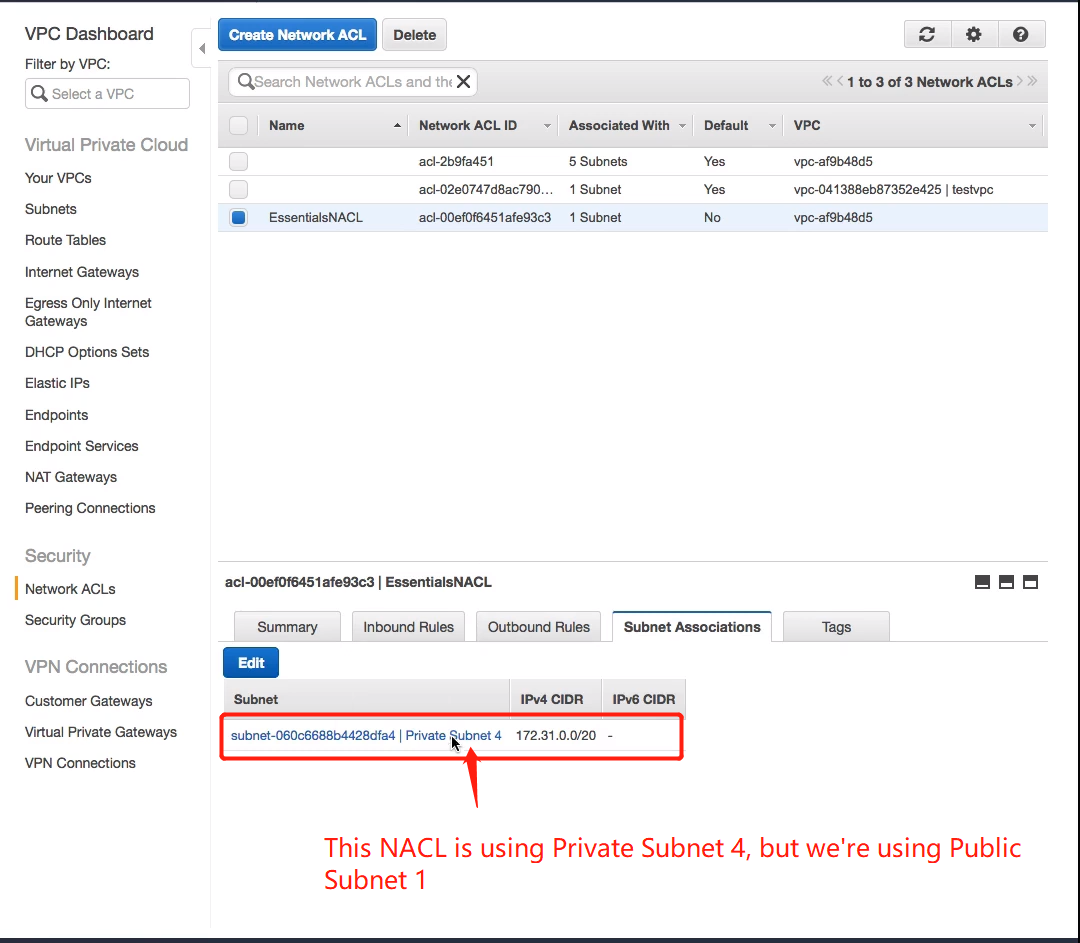 VPC Dashboard
Filter by VPC:
Select a VPC
Virtual Private Cloud
Your VPCs
Subnets
Route Tables
Internet Gateways
Egress Only Internet
Gateways
DHCP Options Sets
Elastic IPs
Endpoints
Endpoint Services
NAT Gateways
Peering Connections
Security
Network ACLs
Security Groups
VPN Connections
Customer Gateways
Virtual Private Gateways
VPN Connections
Create Network ACL Delete
Search Network ACLs and the 1 to 3 of 3 Network ACLs
Name Network ACL ID Associated With Default VPC
acl-2b9fa451 5 Subnets Yes vpc-af9b48d5
acl-02e0747d8ac790... 1 Subnet Yes vpc-041388eb87352e425 | testvpc
EssentialsNACL acl-00ef0f6451afe93c3 1 Subnet No vpc-af9b48d5
acl-00ef0f6451afe93c3 | EssentialsNACL
Summary Inbound Rules Outbound Rules Subnet Associations Tags
Edit
Subnet IPv4 CIDR IPv6 CIDR
subnet-060c6688b4428dfa4 | Private Subnet 4 172.31.0.0/20 -
This NACL is using Private Subnet 4, but we're using Public
Subnet 1